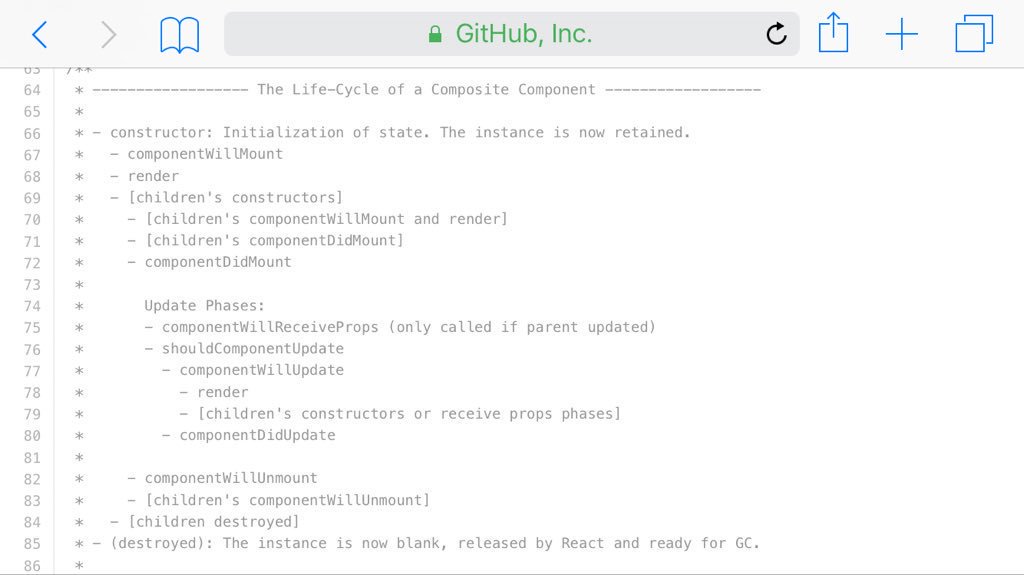 GitHub, Inc.
63 /**
64 * ------------------ The Life-Cycle of a Composite Component ------------------
65 *
66 * - constructor: Initialization of state. The instance is now retained.
67 *   - componentWillMount
68 *   - render
69 *   - [children's constructors]
70 *     - [children's componentWillMount and render]
71 *     - [children's componentDidMount]
72 *     - componentDidMount
73 *
74 *       Update Phases:
75 *       - componentWillReceiveProps (only called if parent updated)
76 *       - shouldComponentUpdate
77 *         - componentWillUpdate
78 *           - render
79 *           - [children's constructors or receive props phases]
80 *         - componentDidUpdate
81 *
82 *     - componentWillUnmount
83 *     - [children's componentWillUnmount]
84 *   - [children destroyed]
85 * - (destroyed): The instance is now blank, released by React and ready for GC.
86 *